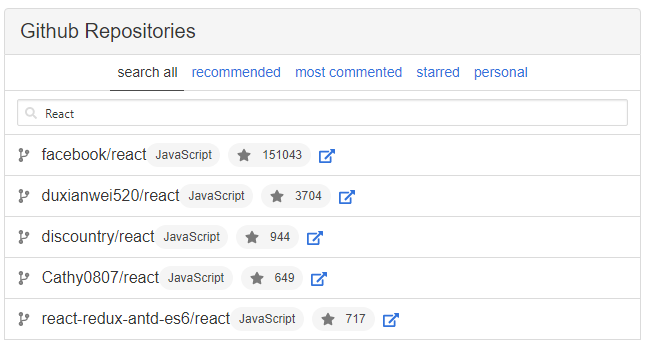 Github Repositories
search all recommended most commented starred personal
React
facebook/react JavaScript 151043
duxianwei520/react JavaScript 3704
discountry/react JavaScript 944
Cathy0807/react JavaScript 649
react-redux-antd-es6/react JavaScript 717